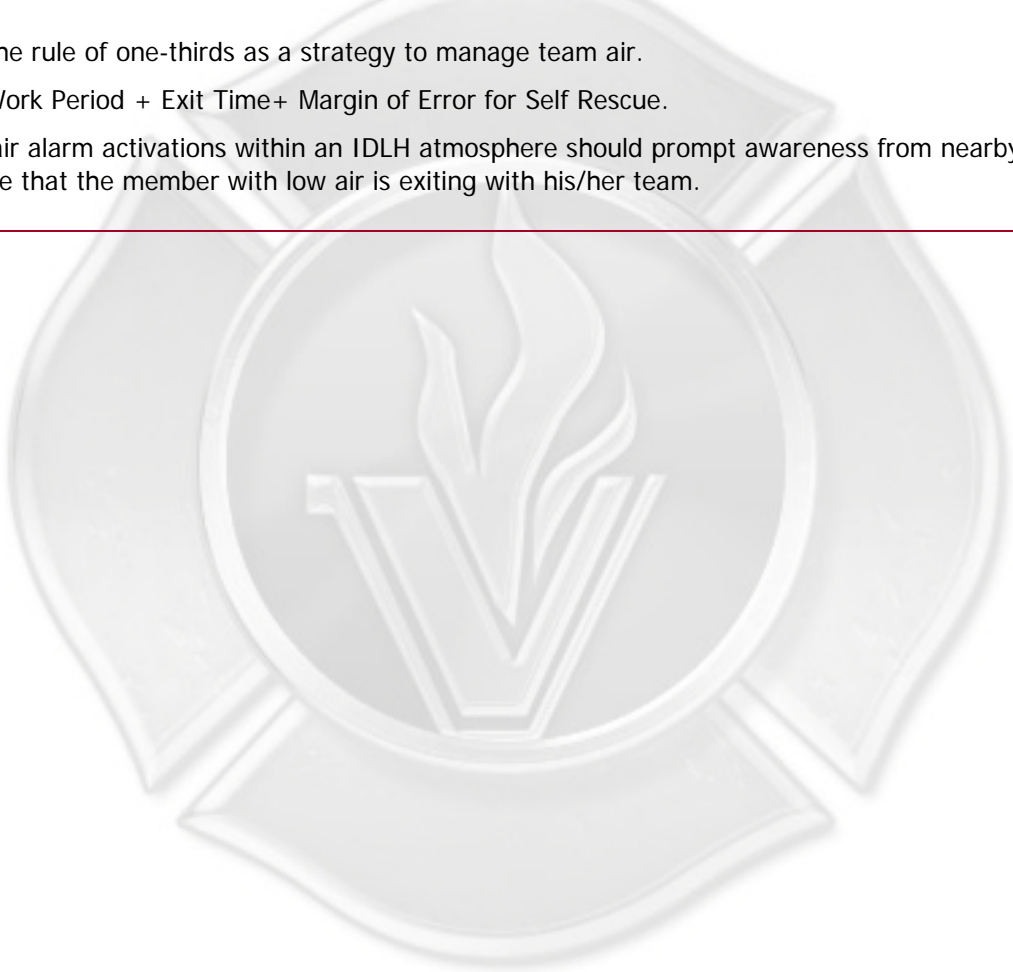 he rule of one-thirds as a strategy to manage team air.
Work Period + Exit Time+ Margin of Error for Self Rescue.
air alarm activations within an IDLH atmosphere should prompt awareness from nearby
e that the member with low air is exiting with his/her team.
V